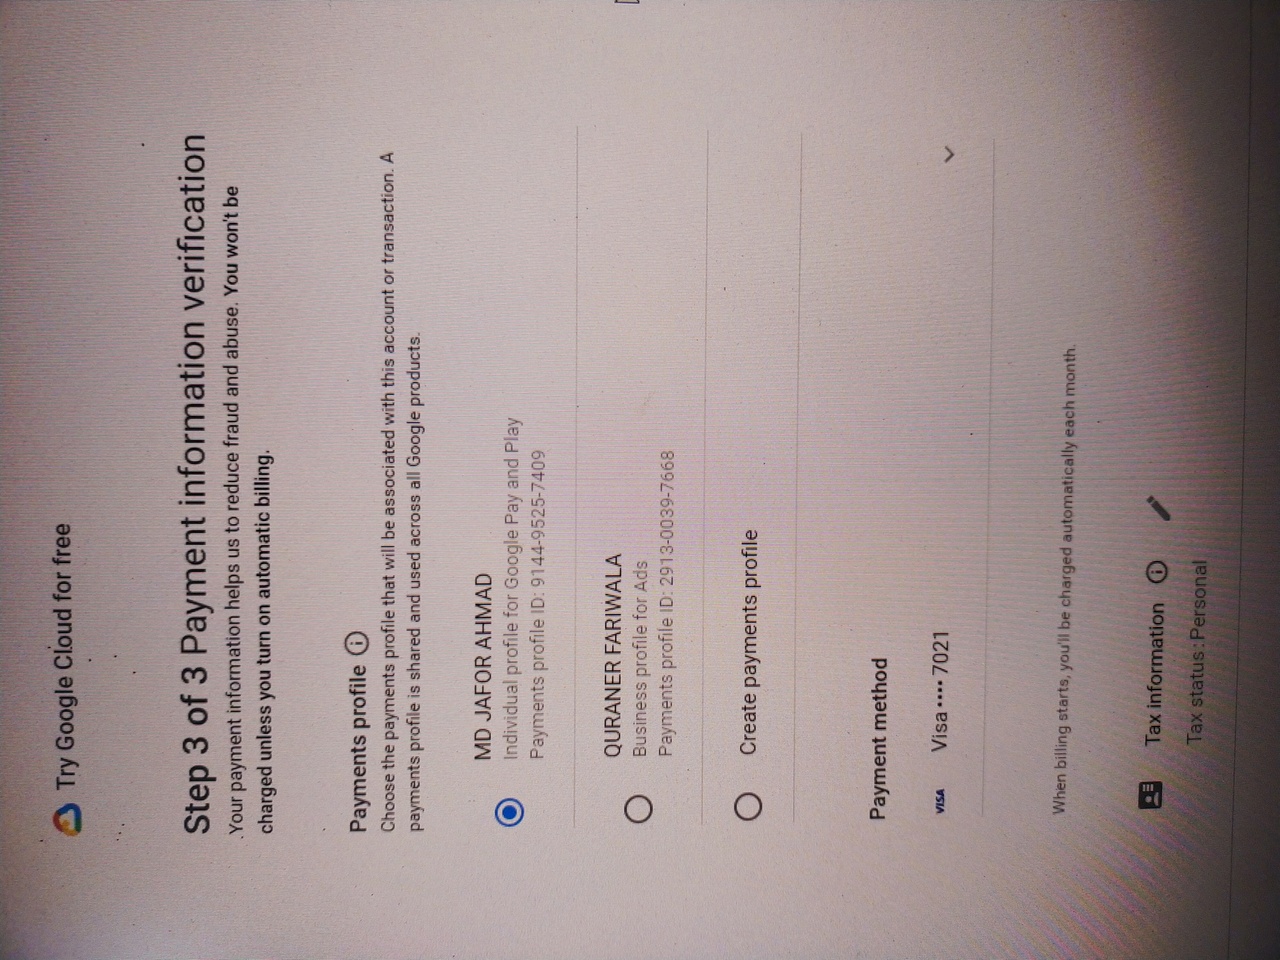 Try Google Cloud for free
Step 3 of 3 Payment information verification
Your payment information helps us to reduce fraud and abuse. You won't be
charged unless you turn on automatic billing.
Payments profile
Choose the payments profile that will be associated with this account or transaction. A
payments profile is shared and used across all Google products.
MD JAFOR AHMAD
Individual profile for Google Pay and Play
Payments profile ID: 9144-9525-7409
QURANER FARIWALA
Business profile for Ads
Payments profile ID: 2913-0039-7668
Create payments profile
Payment method
VISA Visa •••• 7021
When billing starts, you'll be charged automatically each month.
Tax information
Tax status: Personal